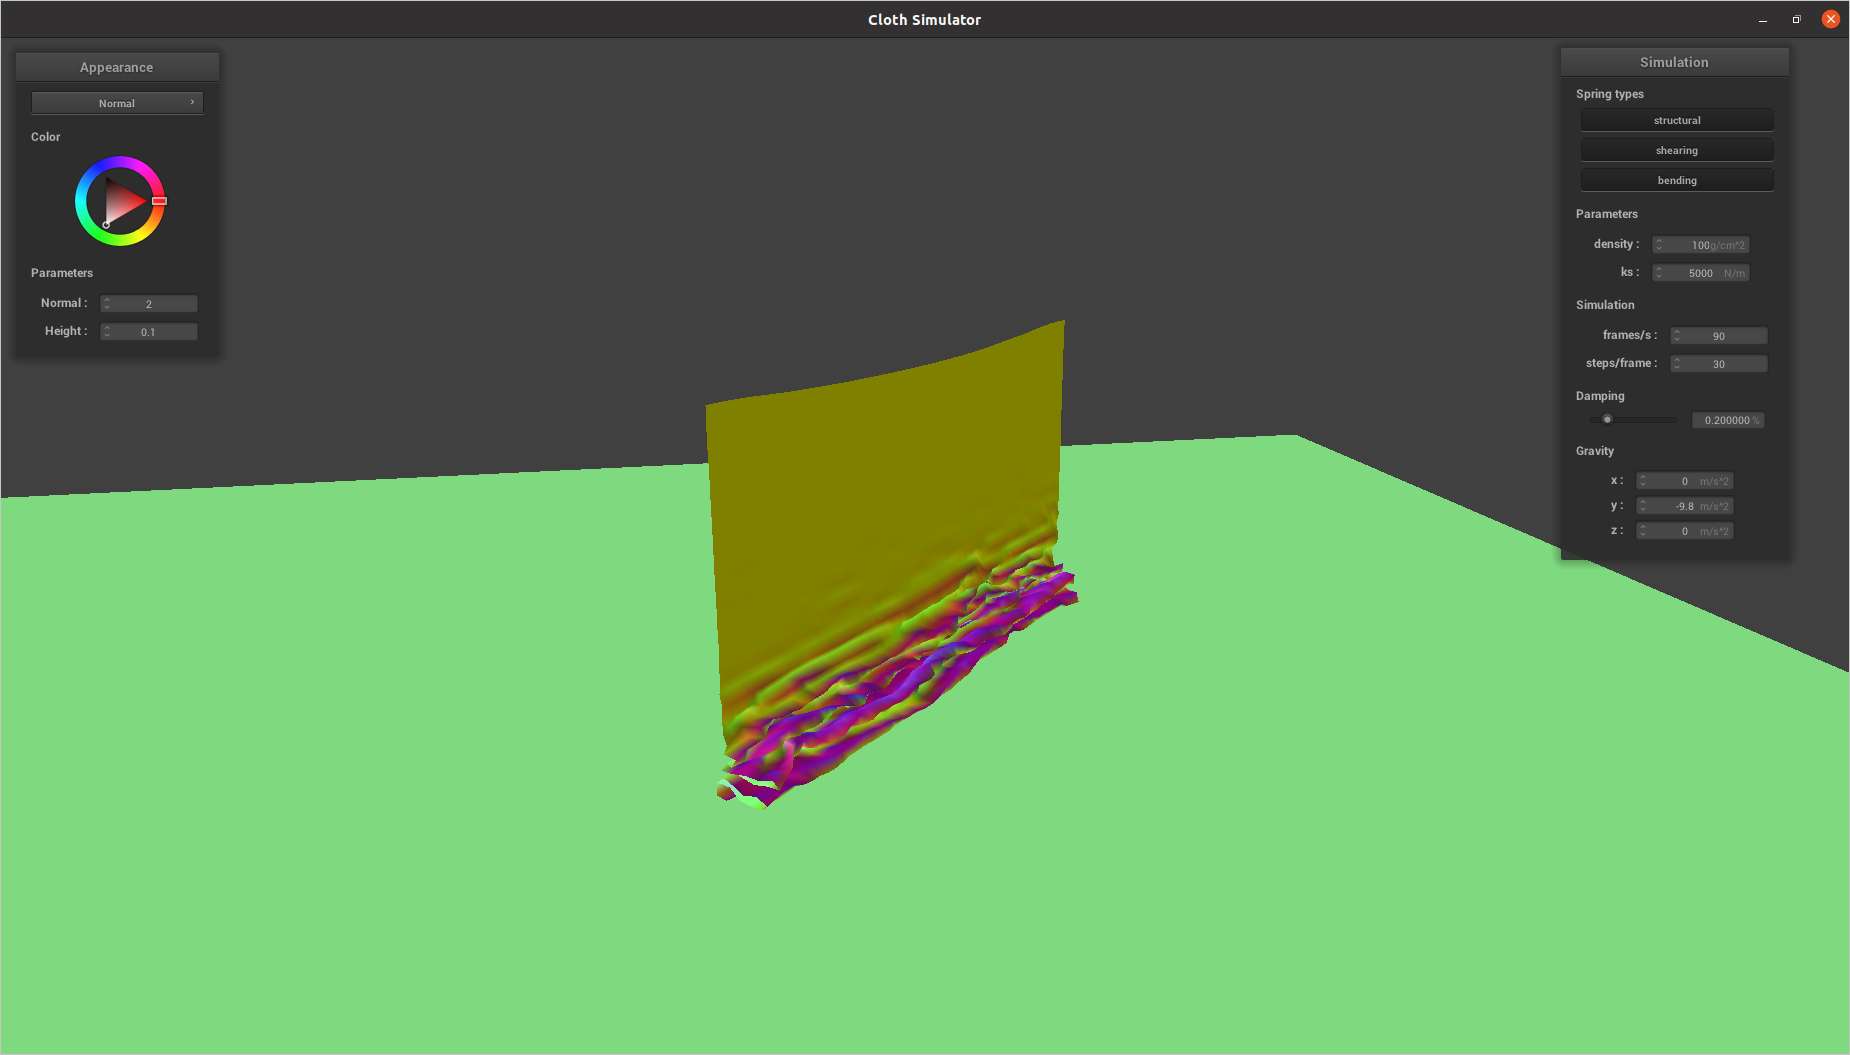 Cloth Simulator
Appearance
Normal
Color
Parameters
Normal : 2
Height : 0.1
Simulation
Spring types
structural
shearing
bending
Parameters
density : 100g/cm^2
ks : 5000 N/m
Simulation
frames/s : 90
steps/frame : 30
Damping
0.200000 %
Gravity
x : 0 m/s^2
y : -9.8 m/s^2
z : 0 m/s^2